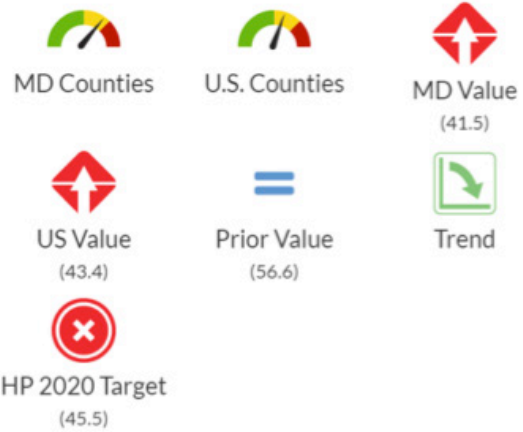 MD Counties
U.S. Counties
MD Value
(41.5)
US Value
(43.4)
Prior Value
(56.6)
Trend
HP 2020 Target
(45.5)